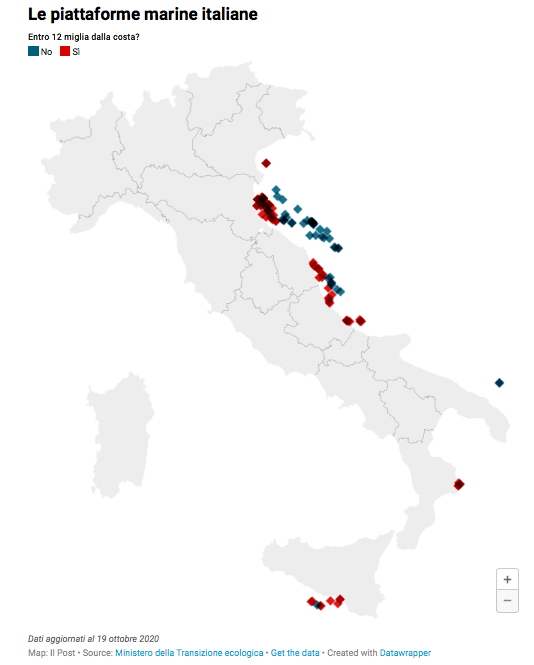 Le piattaforme marine italiane
Entro 12 miglia dalla costa?
No Sì
+
−
Dati aggiornati al 19 ottobre 2020
Map: Il Post • Source: Ministero della Transizione ecologica • Get the data • Created with Datawrapper